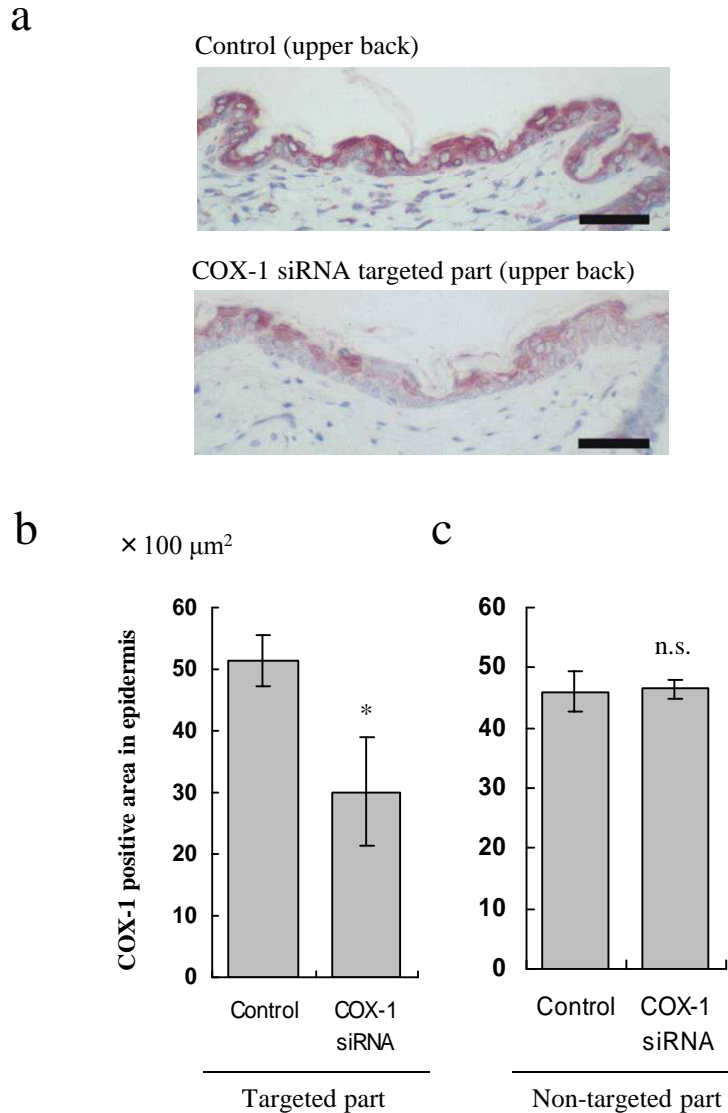 a
Control (upper back)
COX-1 siRNA targeted part (upper back)
b
× 100 μm²
COX-1 positive area in epidermis
60
50
40
30
20
10
0
*
Control
COX-1
siRNA
Targeted part
c
60
50
40
30
20
10
0
n.s.
Control
COX-1
siRNA
Non-targeted part